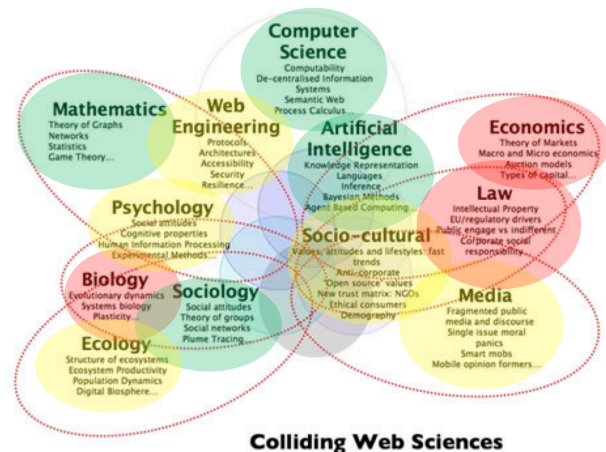 Computer
Science
Computability
De-centralised Information
Systems
Semantic Web
Process Calculus...
Mathematics
Theory of Graphs
Networks
Statistics
Game Theory...
Web
Engineering
Protocols
Architectures
Accessibility
Security
Resilience...
Artificial
Intelligence
Knowledge Representation
Languages
Inference
Bayesian Methods
Agent Based Computing...
Economics
Theory of Markets
Macro and Micro economics
Auction models
Types of capital...
Law
Intellectual Property
EU/regulatory drivers
Public engage vs indifferent
Corporate social
responsibility...
Psychology
Social attitudes
Cognitive properties
Human Information Processing
Experimental Methods...
Socio-cultural
Values, attitudes and lifestyles: fast
trends
Anti-corporate
'Open source' values
New trust matrix: NGOs
Ethical consumers
Demography
Biology
Evolutionary dynamics
Systems biology
Plasticity...
Sociology
Social attitudes
Theory of groups
Social networks
Plume Tracing
Media
Fragmented public
media and discourse
Single issue moral
panics
Smart mobs
Mobile opinion formers...
Ecology
Structure of ecosystems
Ecosystem Productivity
Population Dynamics
Digital Biosphere...
Colliding Web Sciences